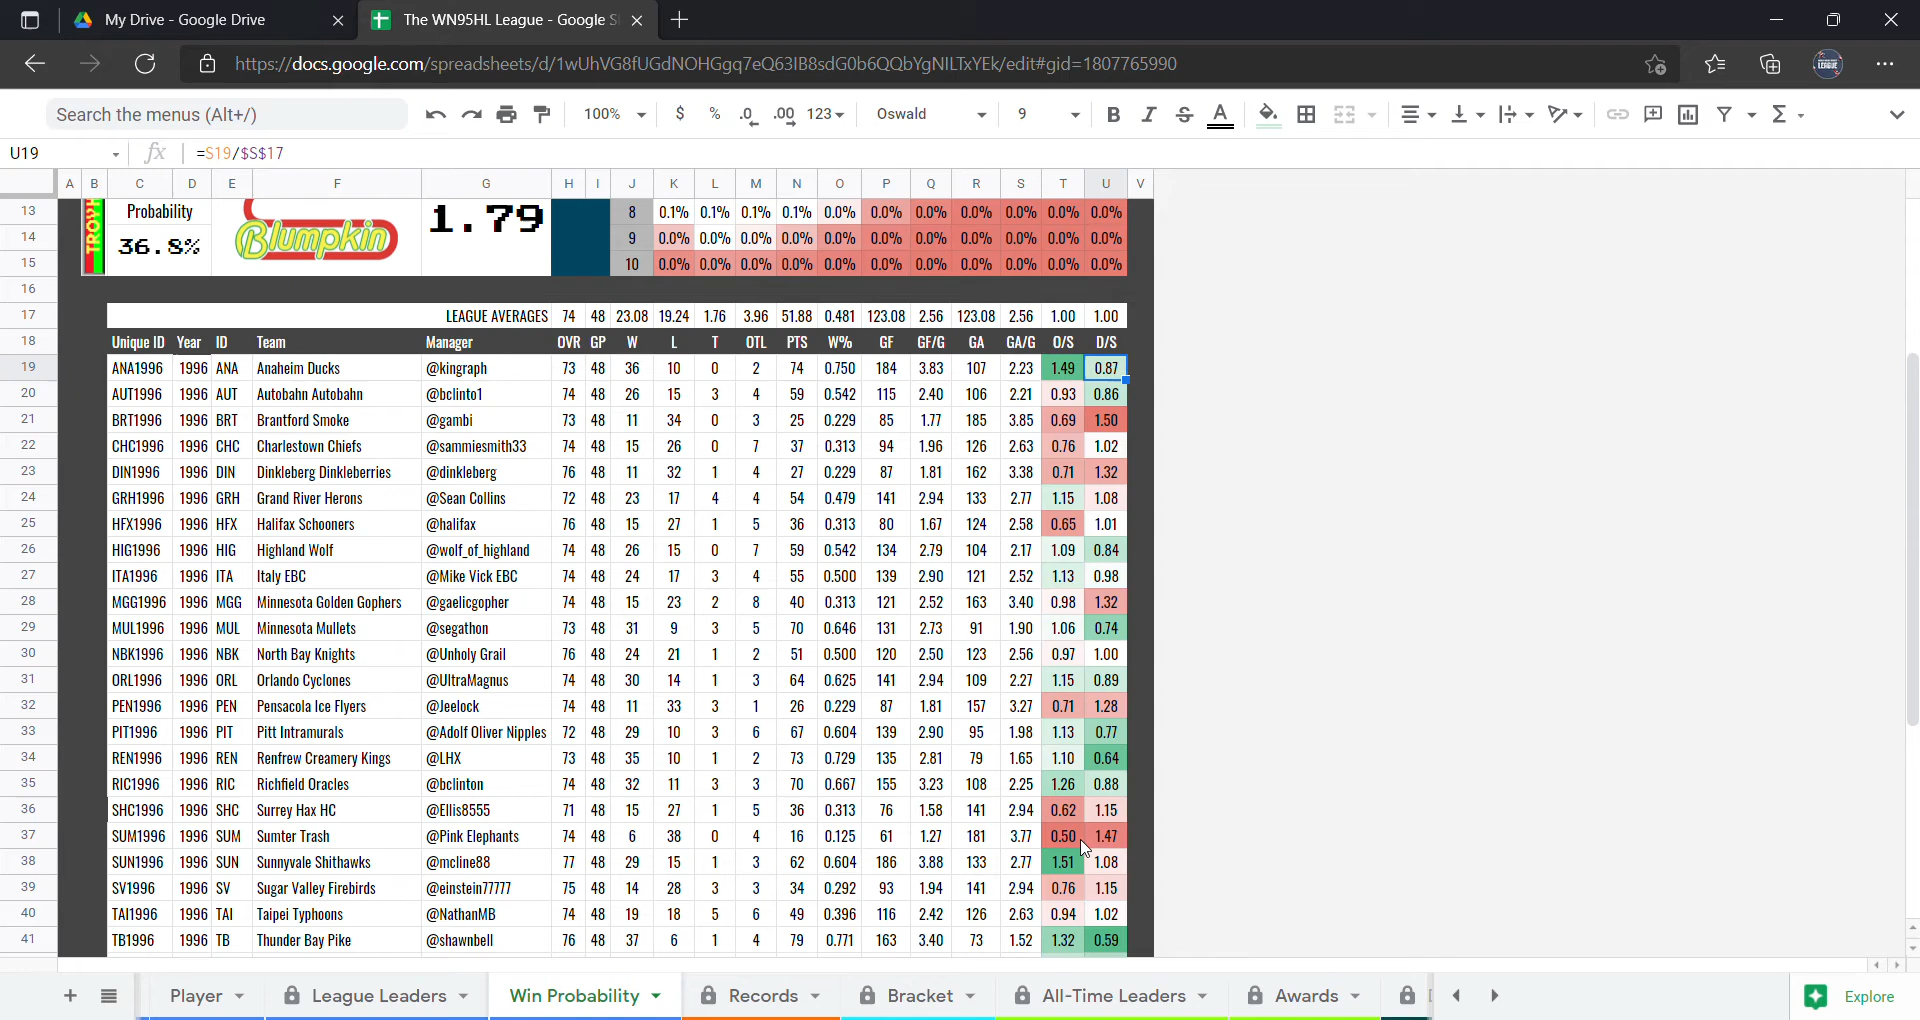 My Drive - Google Drive
The WN95HL League - Google S
https://docs.google.com/spreadsheets/d/1wUhVG8fUGdNOHGgq7eQ63IB8sdG0b6QQbYgNILTxYEk/edit#gid=1807765990
Search the menus (Alt+/) 100% $ % .0 .00 123 Oswald 9 B I S A Σ
U19 fx =S19/$S$17
A B C D E F G H I J K L M N O P Q R S T U V
13 Probability 1.79 8 0.1% 0.1% 0.1% 0.1% 0.0% 0.0% 0.0% 0.0% 0.0% 0.0% 0.0%
14 36.8% Blumpkin 9 0.0% 0.0% 0.0% 0.0% 0.0% 0.0% 0.0% 0.0% 0.0% 0.0% 0.0%
15 10 0.0% 0.0% 0.0% 0.0% 0.0% 0.0% 0.0% 0.0% 0.0% 0.0% 0.0%
16
17 LEAGUE AVERAGES 74 48 23.08 19.24 1.76 3.96 51.88 0.481 123.08 2.56 123.08 2.56 1.00 1.00
18 Unique ID Year ID Team Manager OVR GP W L T OTL PTS W% GF GF/G GA GA/G O/S D/S
19 ANA1996 1996 ANA Anaheim Ducks @kingraph 73 48 36 10 0 2 74 0.750 184 3.83 107 2.23 1.49 0.87
20 AUT1996 1996 AUT Autobahn Autobahn @bclinto1 74 48 26 15 3 4 59 0.542 115 2.40 106 2.21 0.93 0.86
21 BRT1996 1996 BRT Brantford Smoke @gambi 73 48 11 34 0 3 25 0.229 85 1.77 185 3.85 0.69 1.50
22 CHC1996 1996 CHC Charlestown Chiefs @sammiesmith33 74 48 15 26 0 7 37 0.313 94 1.96 126 2.63 0.76 1.02
23 DIN1996 1996 DIN Dinkleberg Dinkleberries @dinkleberg 76 48 11 32 1 4 27 0.229 87 1.81 162 3.38 0.71 1.32
24 GRH1996 1996 GRH Grand River Herons @Sean Collins 72 48 23 17 4 4 54 0.479 141 2.94 133 2.77 1.15 1.08
25 HFX1996 1996 HFX Halifax Schooners @halifax 76 48 15 27 1 5 36 0.313 80 1.67 124 2.58 0.65 1.01
26 HIG1996 1996 HIG Highland Wolf @wolf_of_highland 74 48 26 15 0 7 59 0.542 134 2.79 104 2.17 1.09 0.84
27 ITA1996 1996 ITA Italy EBC @Mike Vick EBC 74 48 24 17 3 4 55 0.500 139 2.90 121 2.52 1.13 0.98
28 MGG1996 1996 MGG Minnesota Golden Gophers @gaelicgopher 74 48 15 23 2 8 40 0.313 121 2.52 163 3.40 0.98 1.32
29 MUL1996 1996 MUL Minnesota Mullets @segathon 73 48 31 9 3 5 70 0.646 131 2.73 91 1.90 1.06 0.74
30 NBK1996 1996 NBK North Bay Knights @Unholy Grail 76 48 24 21 1 2 51 0.500 120 2.50 123 2.56 0.97 1.00
31 ORL1996 1996 ORL Orlando Cyclones @UltraMagnus 74 48 30 14 1 3 64 0.625 141 2.94 109 2.27 1.15 0.89
32 PEN1996 1996 PEN Pensacola Ice Flyers @Jeelock 74 48 11 33 3 1 26 0.229 87 1.81 157 3.27 0.71 1.28
33 PIT1996 1996 PIT Pitt Intramurals @Adolf Oliver Nipples 72 48 29 10 3 6 67 0.604 139 2.90 95 1.98 1.13 0.77
34 REN1996 1996 REN Renfrew Creamery Kings @LHX 73 48 35 10 1 2 73 0.729 135 2.81 79 1.65 1.10 0.64
35 RIC1996 1996 RIC Richfield Oracles @bclinton 74 48 32 11 3 3 70 0.667 155 3.23 108 2.25 1.26 0.88
36 SHC1996 1996 SHC Surrey Hax HC @Ellis8555 71 48 15 27 1 5 36 0.313 76 1.58 141 2.94 0.62 1.15
37 SUM1996 1996 SUM Sumter Trash @Pink Elephants 74 48 6 38 0 4 16 0.125 61 1.27 181 3.77 0.50 1.47
38 SUN1996 1996 SUN Sunnyvale Shithawks @mcline88 77 48 29 15 1 3 62 0.604 186 3.88 133 2.77 1.51 1.08
39 SV1996 1996 SV Sugar Valley Firebirds @einstein77777 75 48 14 28 3 3 34 0.292 93 1.94 141 2.94 0.76 1.15
40 TAI1996 1996 TAI Taipei Typhoons @NathanMB 74 48 19 18 5 6 49 0.396 116 2.42 126 2.63 0.94 1.02
41 TB1996 1996 TB Thunder Bay Pike @shawnbell 76 48 37 6 1 4 79 0.771 163 3.40 73 1.52 1.32 0.59
+ Player League Leaders Win Probability Records Bracket All-Time Leaders Awards Explore